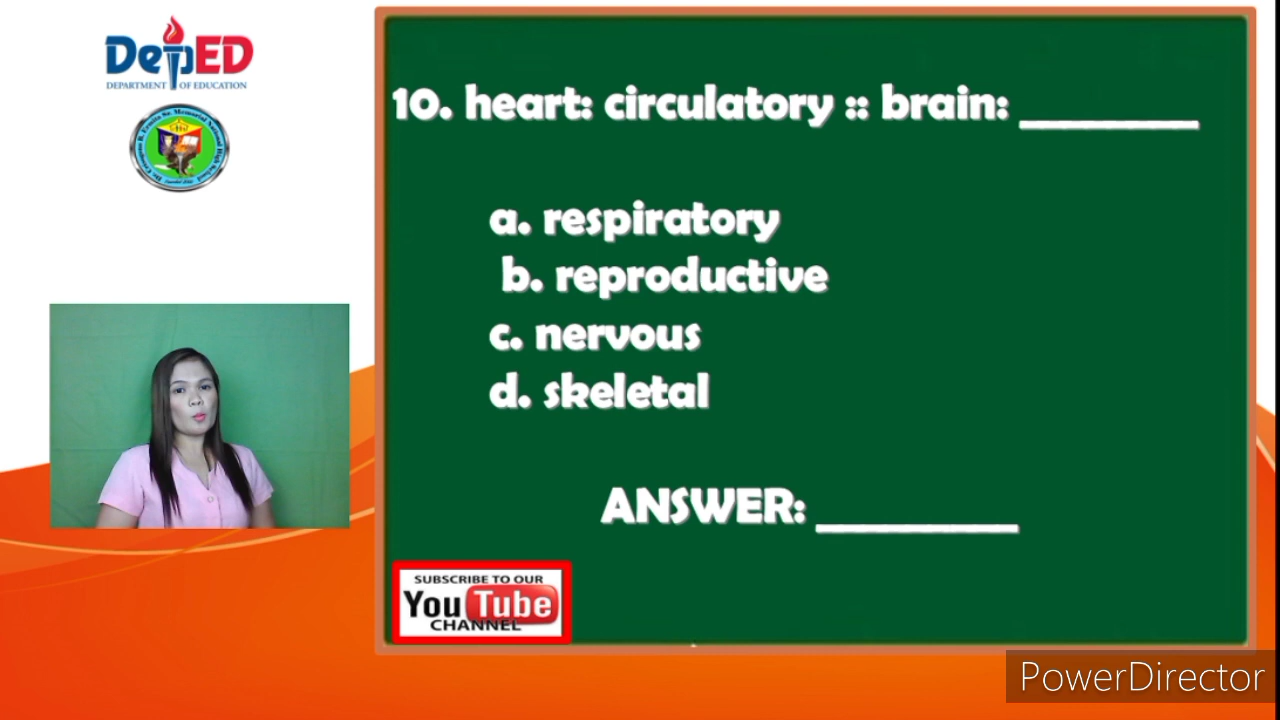 DepED
DEPARTMENT OF EDUCATION
10. heart: circulatory :: brain: ________
a. respiratory
b. reproductive
c. nervous
d. skeletal
ANSWER: _________
SUBSCRIBE TO OUR
YouTube
CHANNEL
PowerDirector